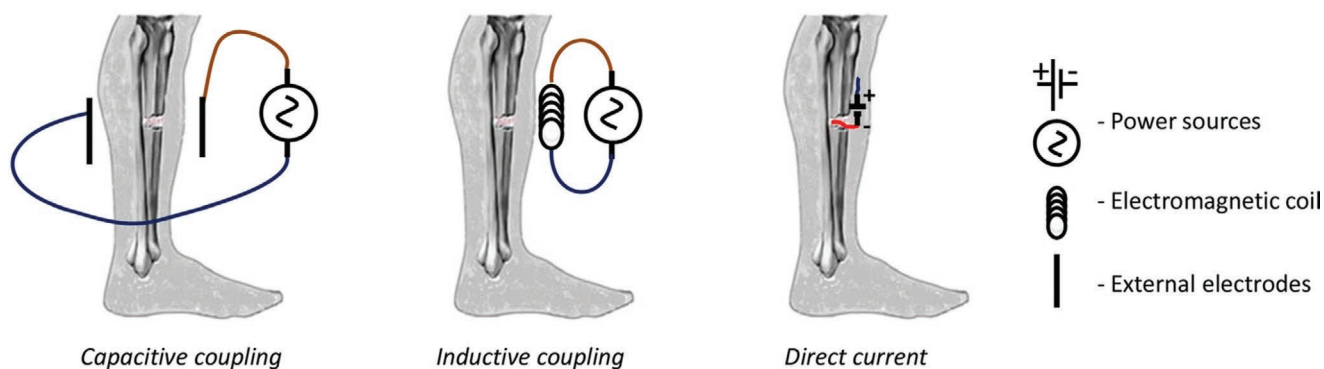 + -
- Power sources
- Electromagnetic coil
- External electrodes
+
-
Capacitive coupling
Inductive coupling
Direct current